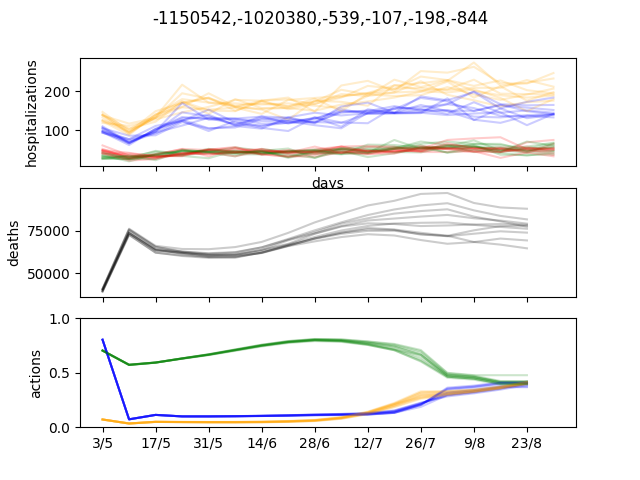 -1150542,-1020380,-539,-107,-198,-844
hospitalizations
200
100
days
deaths
75000
50000
actions
1.0
0.5
0.0
3/5 17/5 31/5 14/6 28/6 12/7 26/7 9/8 23/8